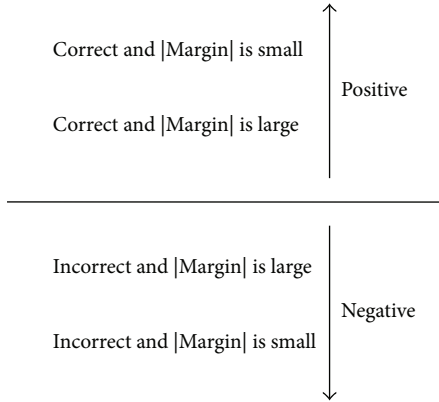 Correct and |Margin| is small
Positive
Correct and |Margin| is large
Incorrect and |Margin| is large
Negative
Incorrect and |Margin| is small